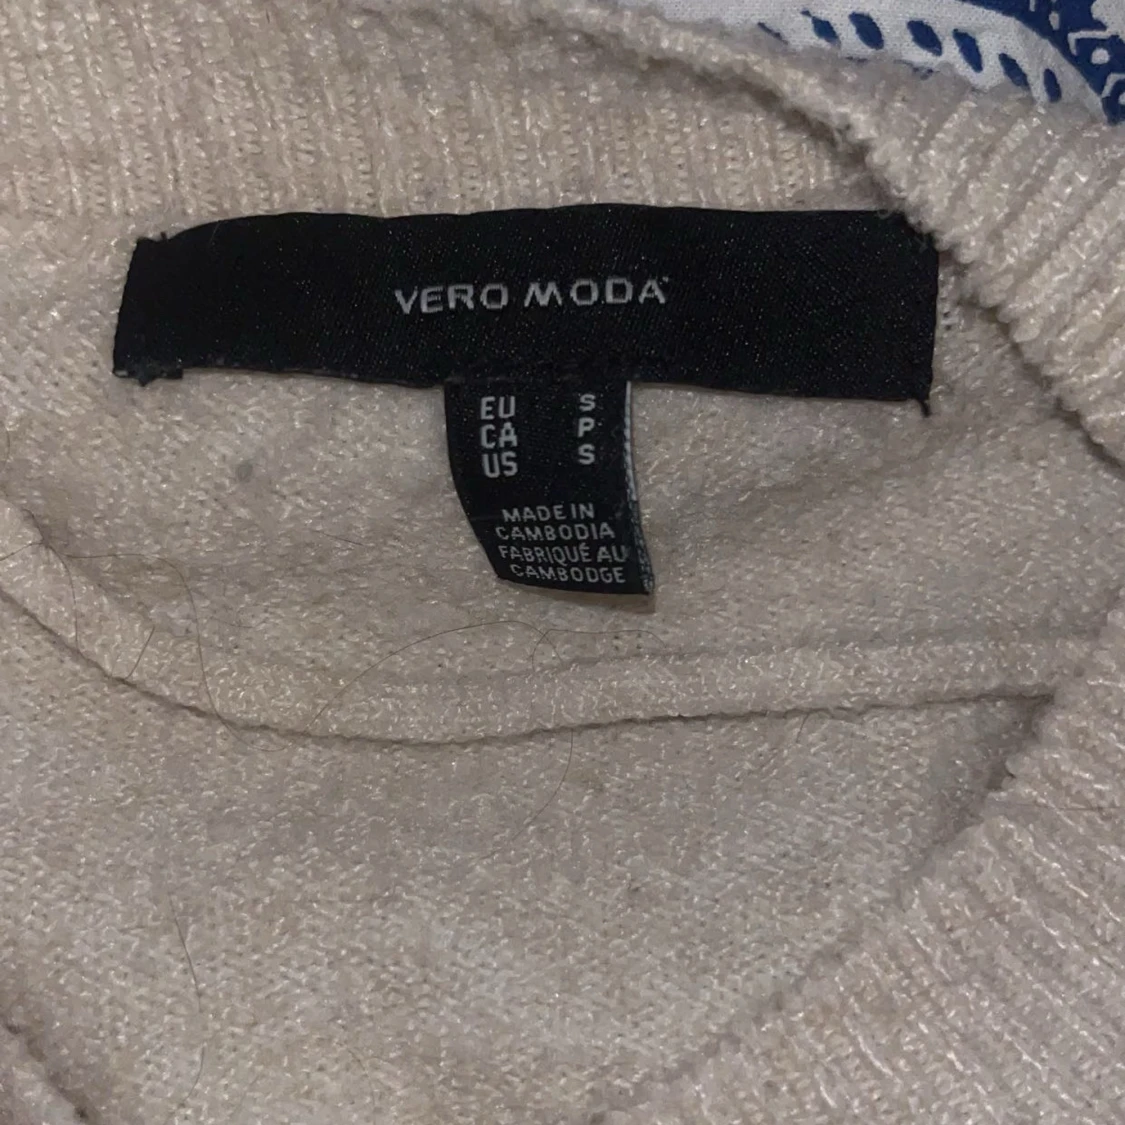 VERO MODA
EU S
CA P
US S
MADE IN
CAMBODIA
FABRIQUÉ AU
CAMBODGE